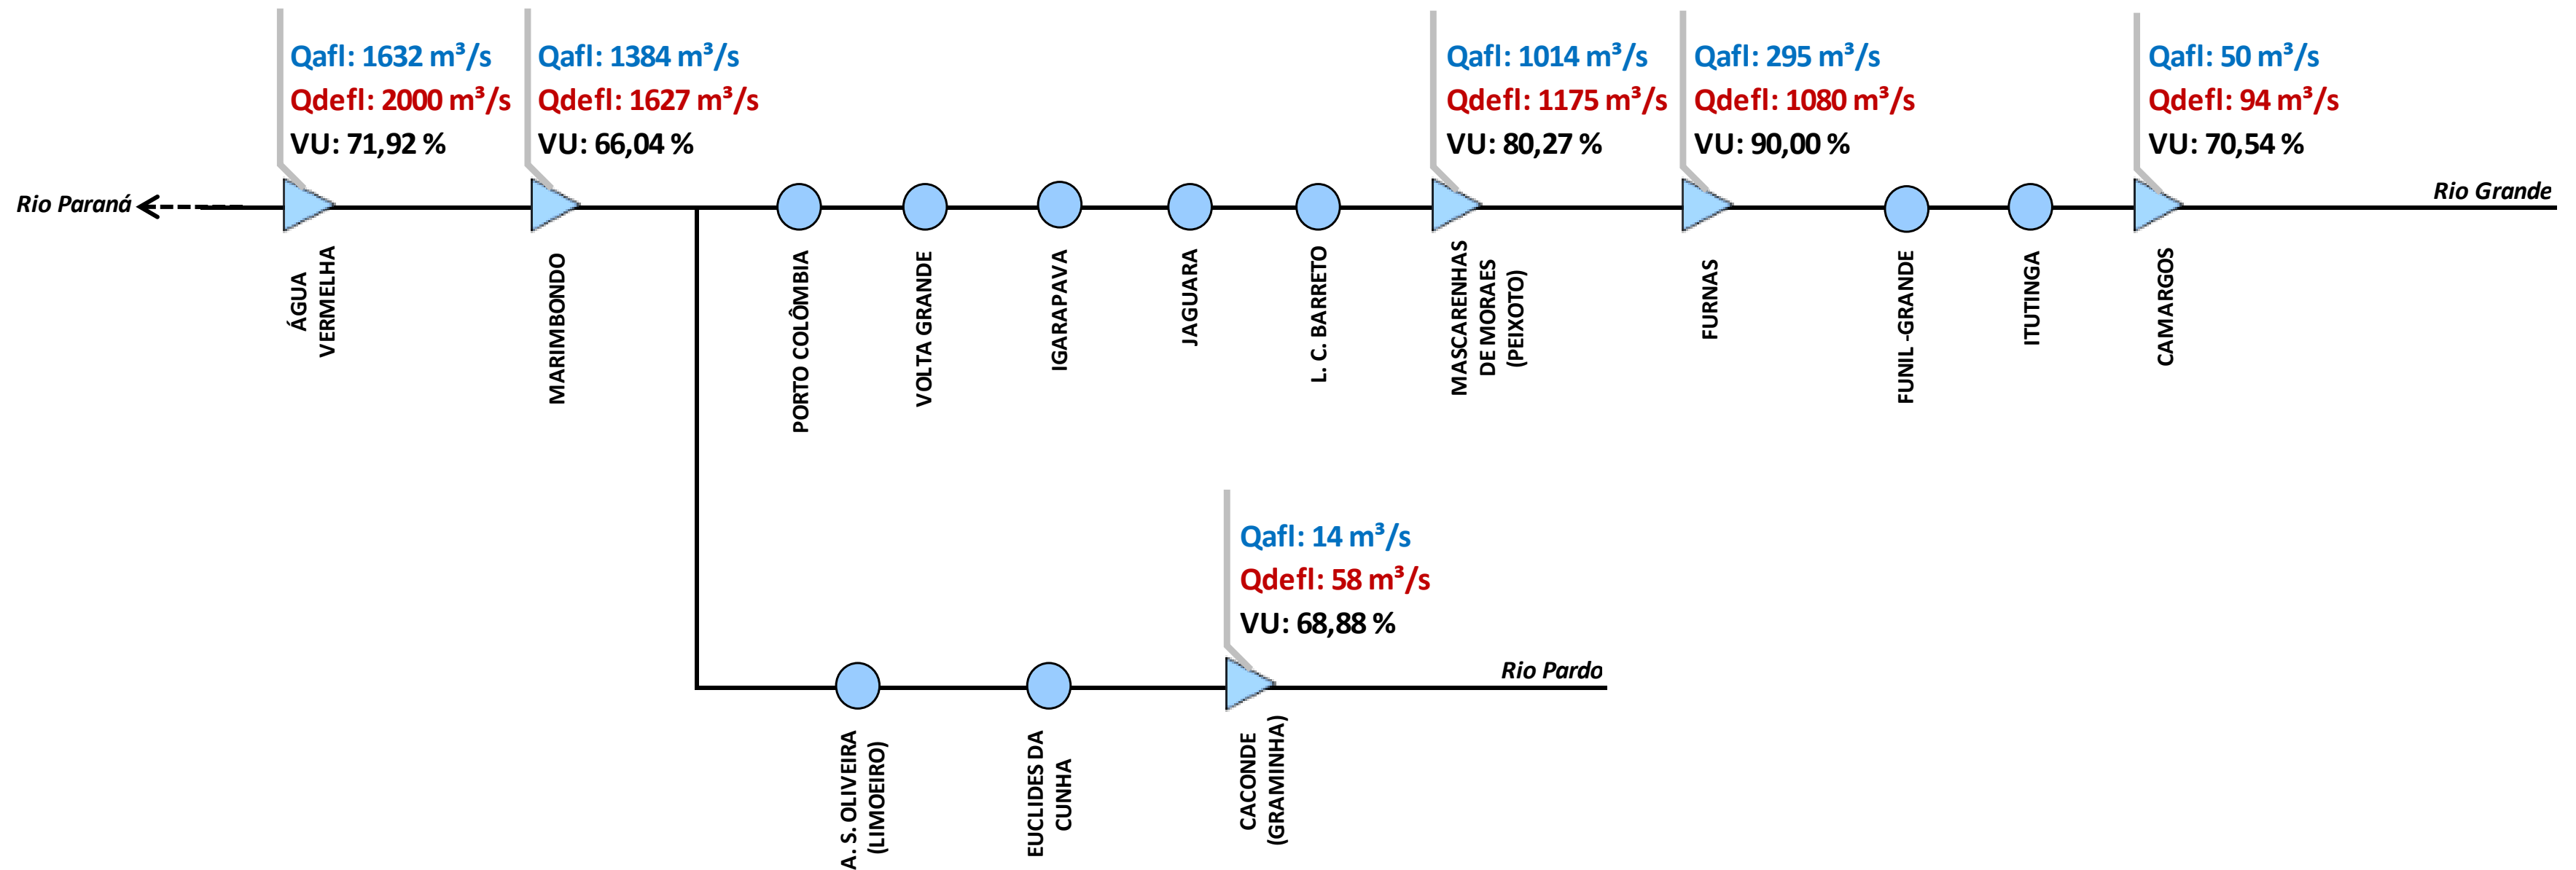 Qafl: 1632 m³/s
Qdefl: 2000 m³/s
VU: 71,92 %
Qafl: 1384 m³/s
Qdefl: 1627 m³/s
VU: 66,04 %
Qafl: 1014 m³/s
Qdefl: 1175 m³/s
VU: 80,27 %
Qafl: 295 m³/s
Qdefl: 1080 m³/s
VU: 90,00 %
Qafl: 50 m³/s
Qdefl: 94 m³/s
VU: 70,54 %
Rio Paraná
Rio Grande
ÁGUA
VERMELHA
MARIMBONDO
PORTO COLÔMBIA
VOLTA GRANDE
IGARAPAVA
JAGUARA
L. C. BARRETO
MASCARENHAS
DE MORAES
(PEIXOTO)
FURNAS
FUNIL -GRANDE
ITUTINGA
CAMARGOS
Qafl: 14 m³/s
Qdefl: 58 m³/s
VU: 68,88 %
Rio Pardo
A. S. OLIVEIRA
(LIMOEIRO)
EUCLIDES DA
CUNHA
CACONDE
(GRAMINHA)